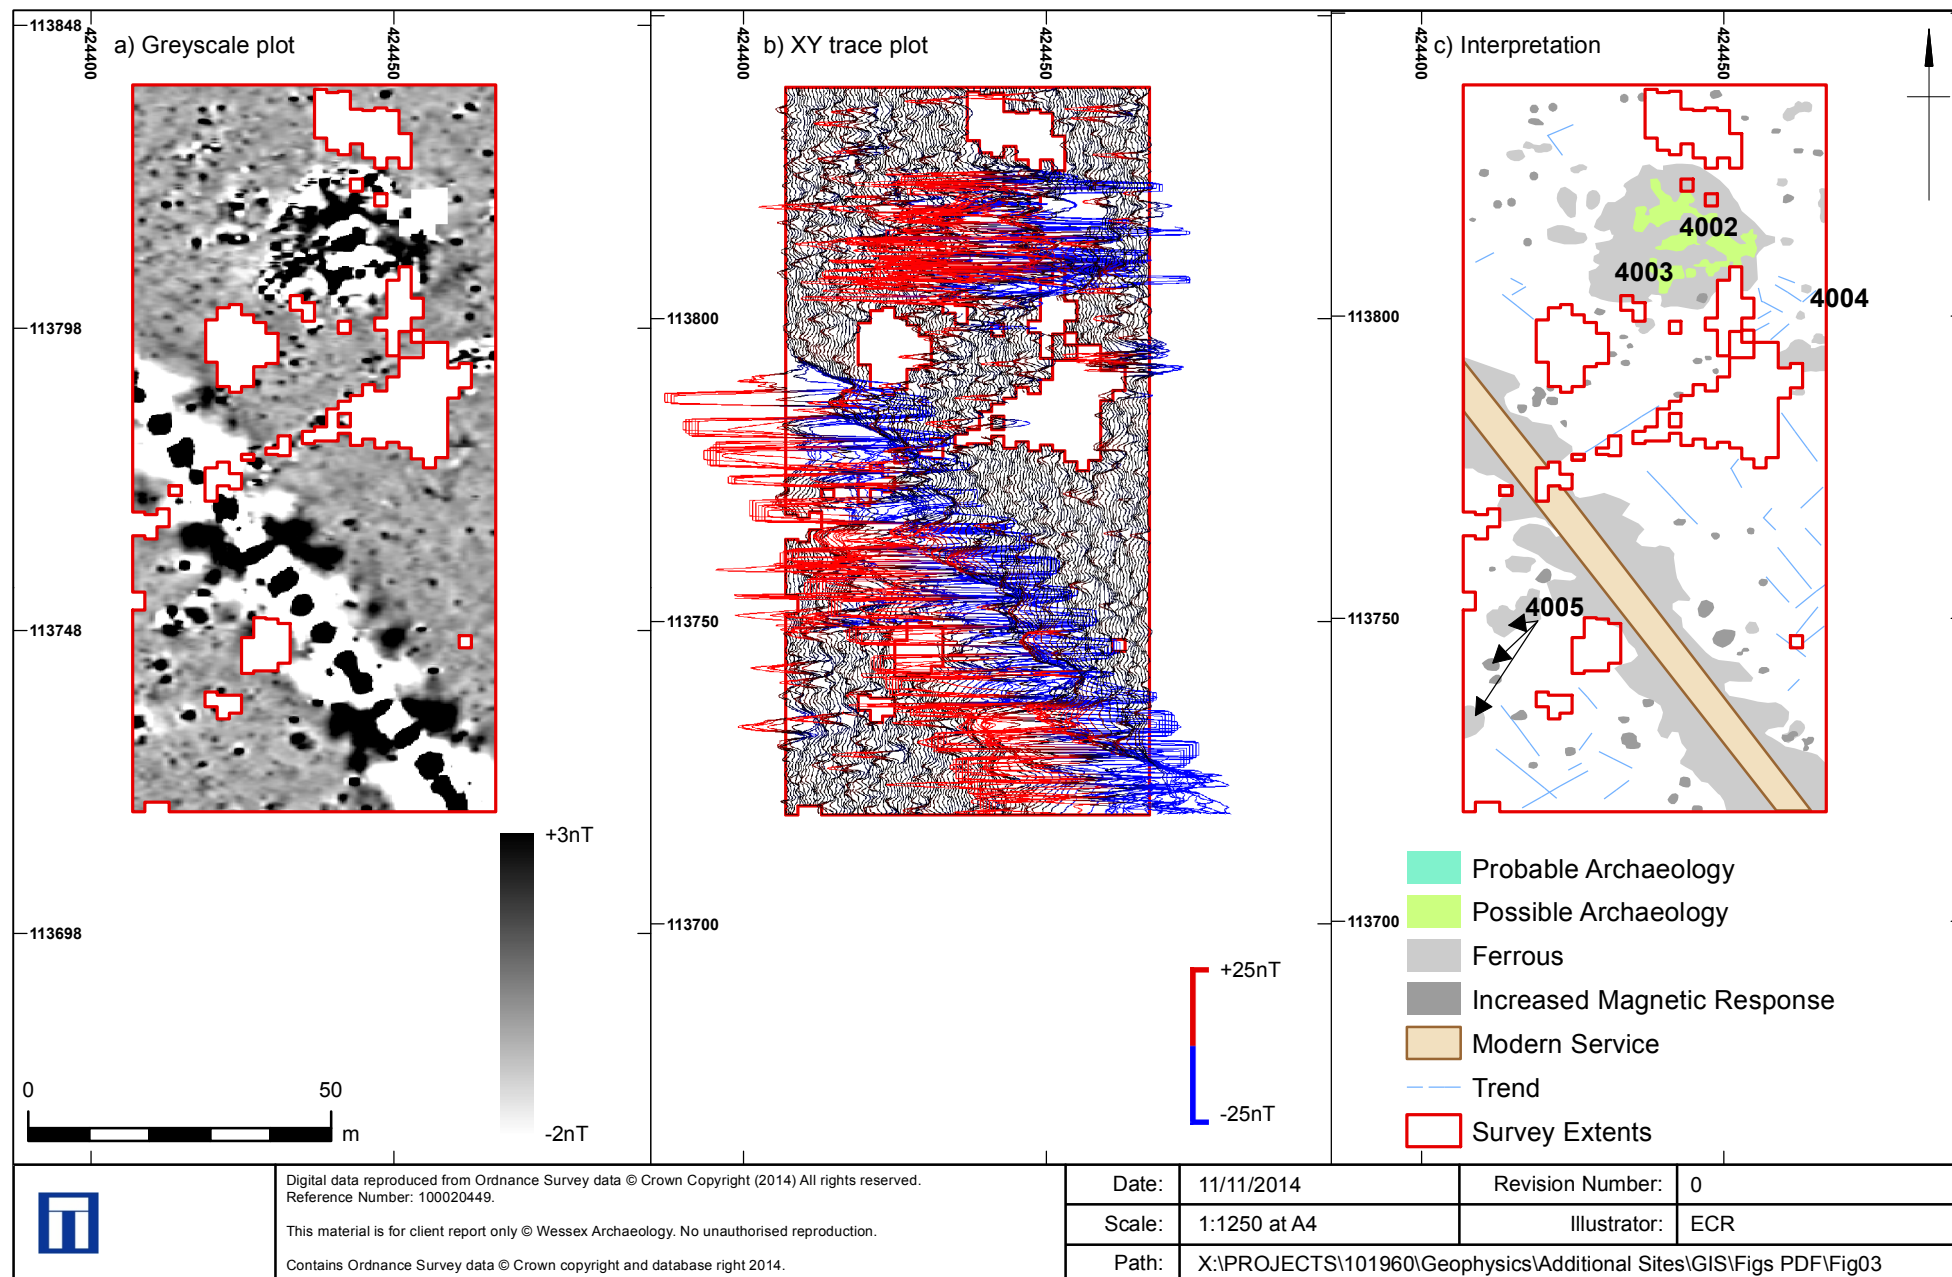 a) Greyscale plot
424400
424450
113848
113798
113748
113698
+3nT
-2nT
0
50
m
b) XY trace plot
424400
424450
113800
113750
113700
+25nT
-25nT
c) Interpretation
424400
424450
113800
113750
113700
4002
4003
4004
4005
Probable Archaeology
Possible Archaeology
Ferrous
Increased Magnetic Response
Modern Service
Trend
Survey Extents
Digital data reproduced from Ordnance Survey data © Crown Copyright (2014) All rights reserved.
Reference Number: 100020449.
This material is for client report only © Wessex Archaeology. No unauthorised reproduction.
Contains Ordnance Survey data © Crown copyright and database right 2014.
Date: 11/11/2014 Revision Number: 0
Scale: 1:1250 at A4 Illustrator: ECR
Path: X:\PROJECTS\101960\Geophysics\Additional Sites\GIS\Figs PDF\Fig03